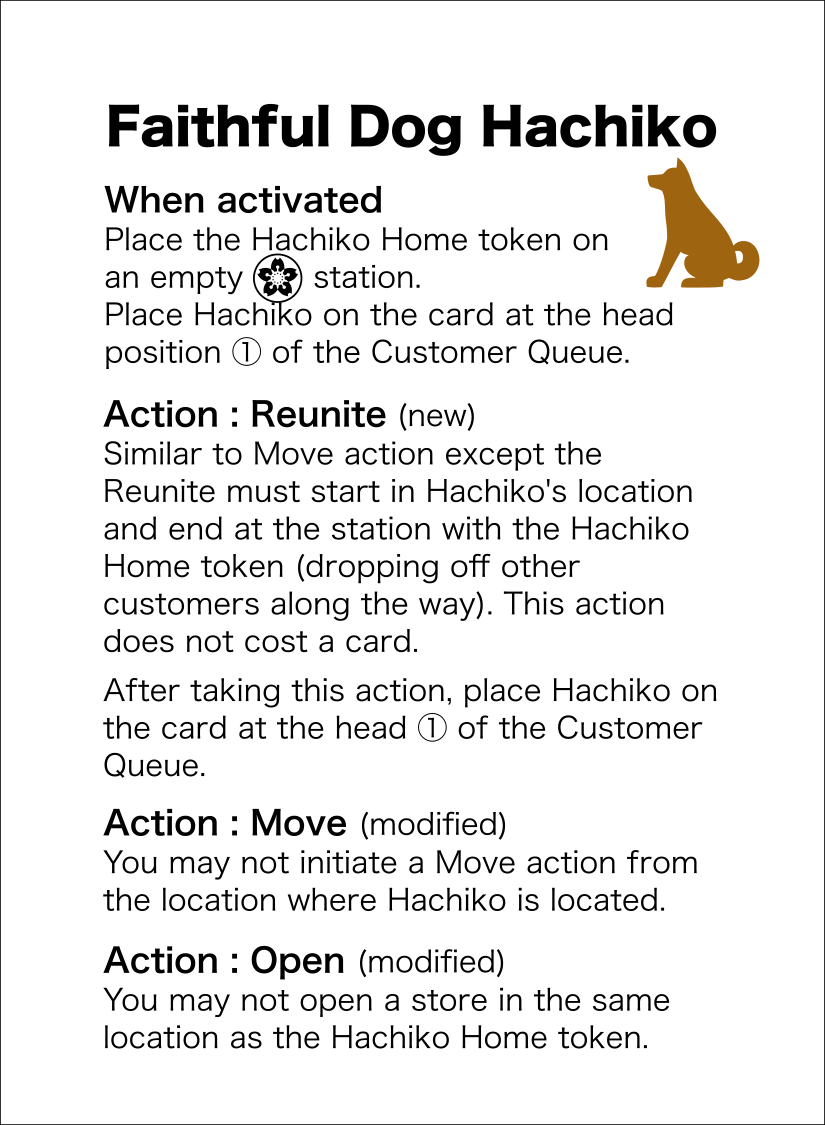 Faithful Dog Hachiko
When activated
Place the Hachiko Home token on
an empty station.
Place Hachiko on the card at the head
position ① of the Customer Queue.
Action : Reunite (new)
Similar to Move action except the
Reunite must start in Hachiko's location
and end at the station with the Hachiko
Home token (dropping off other
customers along the way). This action
does not cost a card.
After taking this action, place Hachiko on
the card at the head ① of the Customer
Queue.
Action : Move (modified)
You may not initiate a Move action from
the location where Hachiko is located.
Action : Open (modified)
You may not open a store in the same
location as the Hachiko Home token.